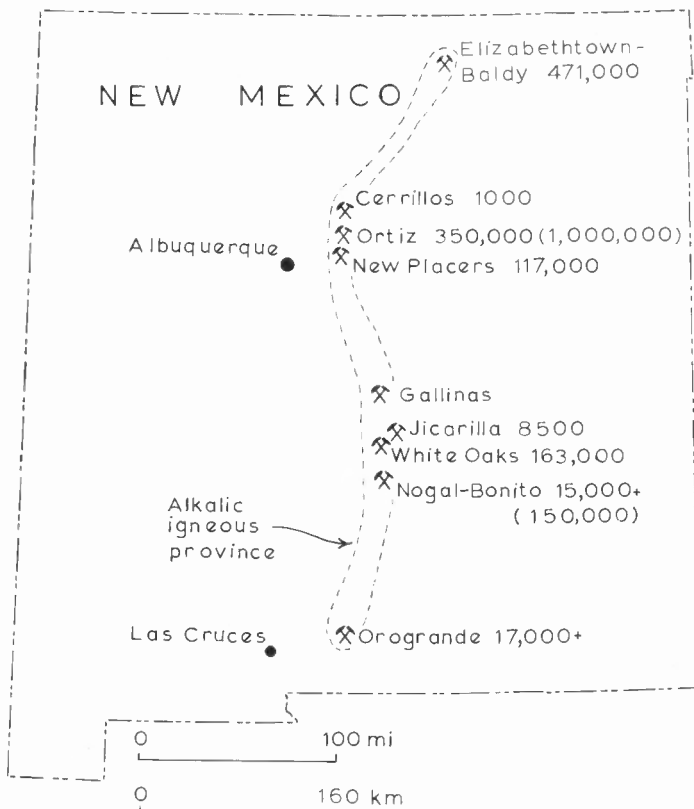 Elizabethtown-
Baldy 471,000
NEW MEXICO
Cerrillos 1000
Ortiz 350,000(1,000,000)
Albuquerque
New Placers 117,000
Gallinas
Jicarilla 8500
White Oaks 163,000
Nogal-Bonito 15,000+
(150,000)
Alkalic
igneous
province
Las Cruces
Orogrande 17,000+
0 100 mi
0 160 km